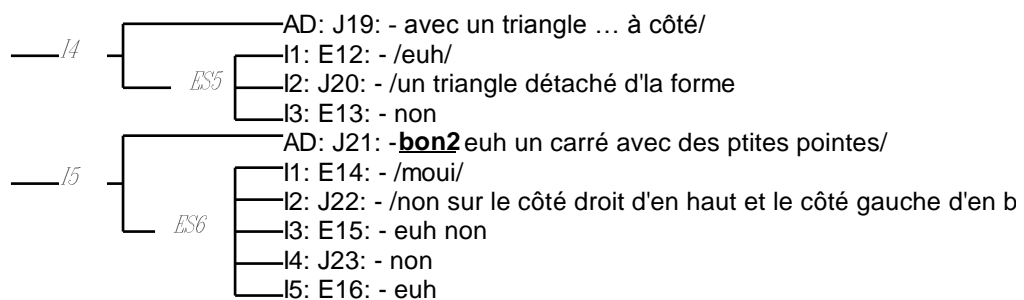 AD: J19: - avec un triangle … à côté/
I4
I1: E12: - /euh/
ES5
I2: J20: - /un triangle détaché d'la forme
I3: E13: - non
AD: J21: -bon2 euh un carré avec des ptites pointes/
I5
I1: E14: - /moui/
I2: J22: - /non sur le côté droit d'en haut et le côté gauche d'en b
ES6
I3: E15: - euh non
I4: J23: - non
I5: E16: - euh